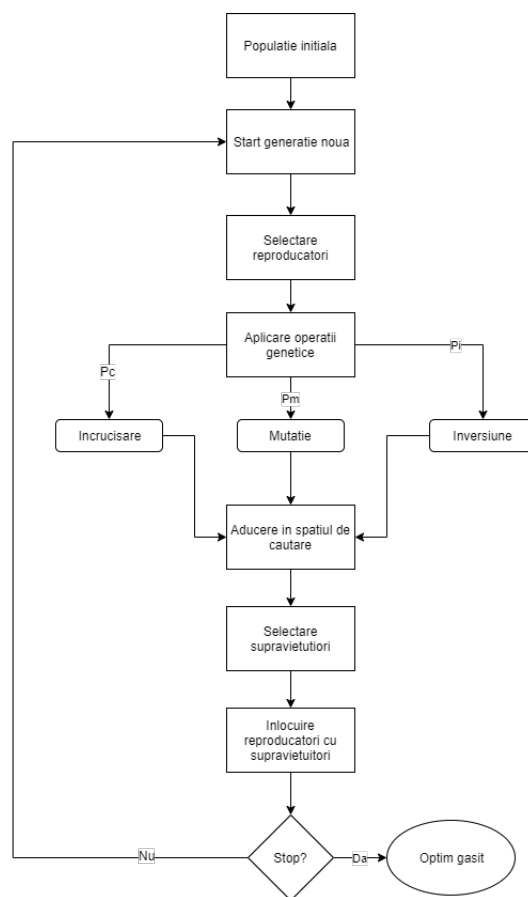 Populatie initiala
Start generatie noua
Selectare
reproducatori
Aplicare operatii
genetice
Pc
Pm
Pi
Incrucisare
Mutatie
Inversiune
Aducere in spatiul de
cautare
Selectare
supravietutiori
Inlocuire
reproducatori cu
supravietuitori
Stop?
Nu
Da
Optim gasit